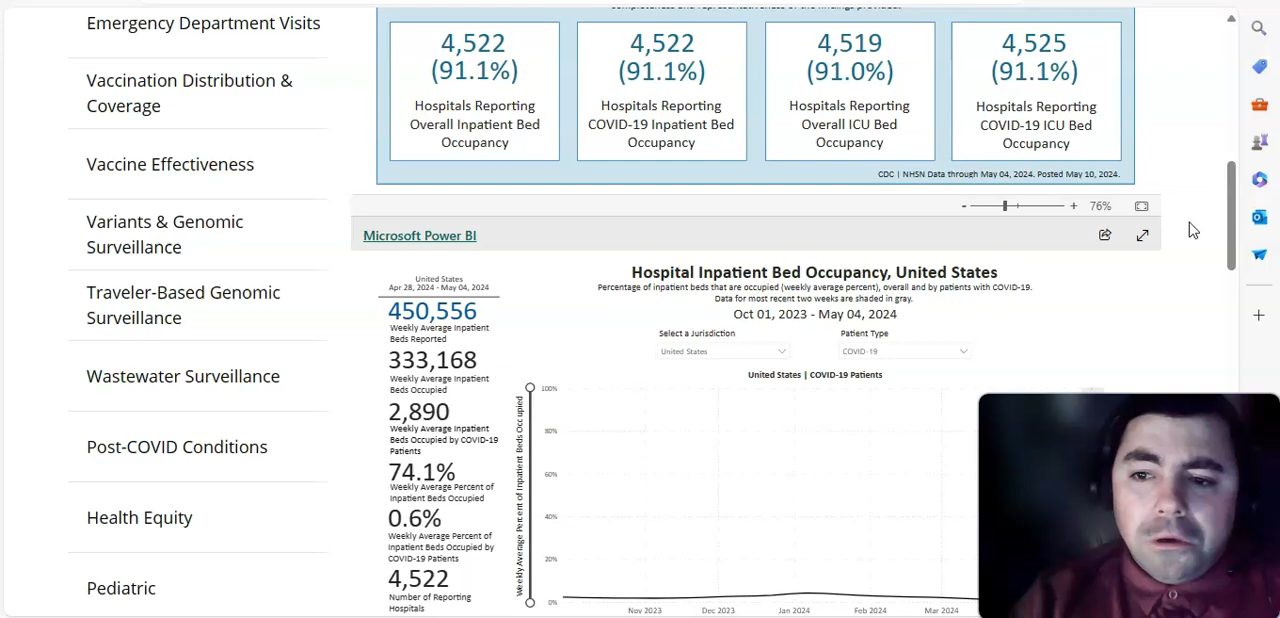 Emergency Department Visits
Vaccination Distribution &
Coverage
Vaccine Effectiveness
Variants & Genomic
Surveillance
Traveler-Based Genomic
Surveillance
Wastewater Surveillance
Post-COVID Conditions
Health Equity
Pediatric
completeness and representativeness of the findings provided.
4,522
(91.1%)
Hospitals Reporting
Overall Inpatient Bed
Occupancy
4,522
(91.1%)
Hospitals Reporting
COVID-19 Inpatient Bed
Occupancy
4,519
(91.0%)
Hospitals Reporting
Overall ICU Bed
Occupancy
4,525
(91.1%)
Hospitals Reporting
COVID-19 ICU Bed
Occupancy
CDC | NHSN Data through May 04, 2024. Posted May 10, 2024.
- + 76%
Microsoft Power BI
United States
Apr 28, 2024 - May 04, 2024
450,556
Weekly Average Inpatient
Beds Reported
333,168
Weekly Average Inpatient
Beds Occupied
2,890
Weekly Average Inpatient
Beds Occupied by COVID-19
Patients
74.1%
Weekly Average Percent of
Inpatient Beds Occupied
0.6%
Weekly Average Percent of
Inpatient Beds Occupied by
COVID-19 Patients
4,522
Number of Reporting
Hospitals
Hospital Inpatient Bed Occupancy, United States
Percentage of inpatient beds that are occupied (weekly average percent), overall and by patients with COVID-19.
Data for most recent two weeks are shaded in gray.
Oct 01, 2023 - May 04, 2024
Select a Jurisdiction
United States
Patient Type
COVID-19
United States | COVID-19 Patients
Weekly Average Percent of Inpatient Beds Occupied
100%
80%
60%
40%
20%
0%
Nov 2023 Dec 2023 Jan 2024 Feb 2024 Mar 2024